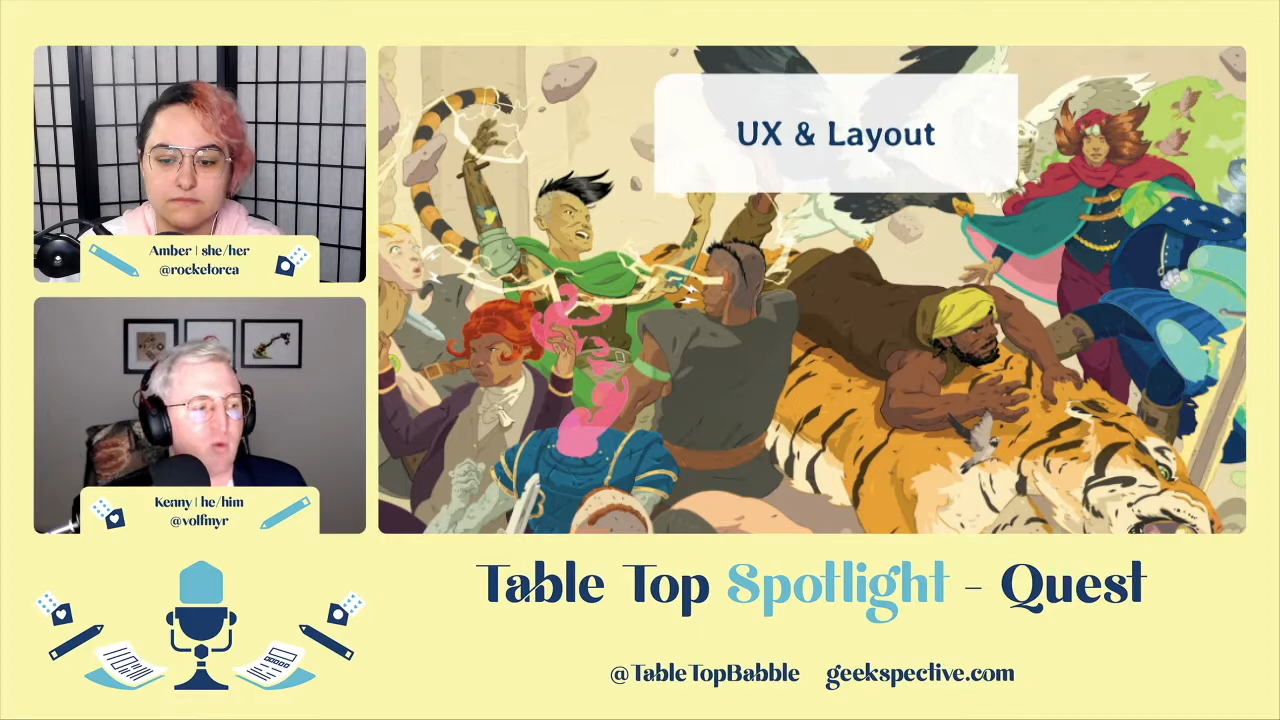 UX & Layout
Amber | she/her
@rockelorca
Kenny | he/him
@volfmyr
Table Top Spotlight - Quest
@TableTopBabble geekspective.com